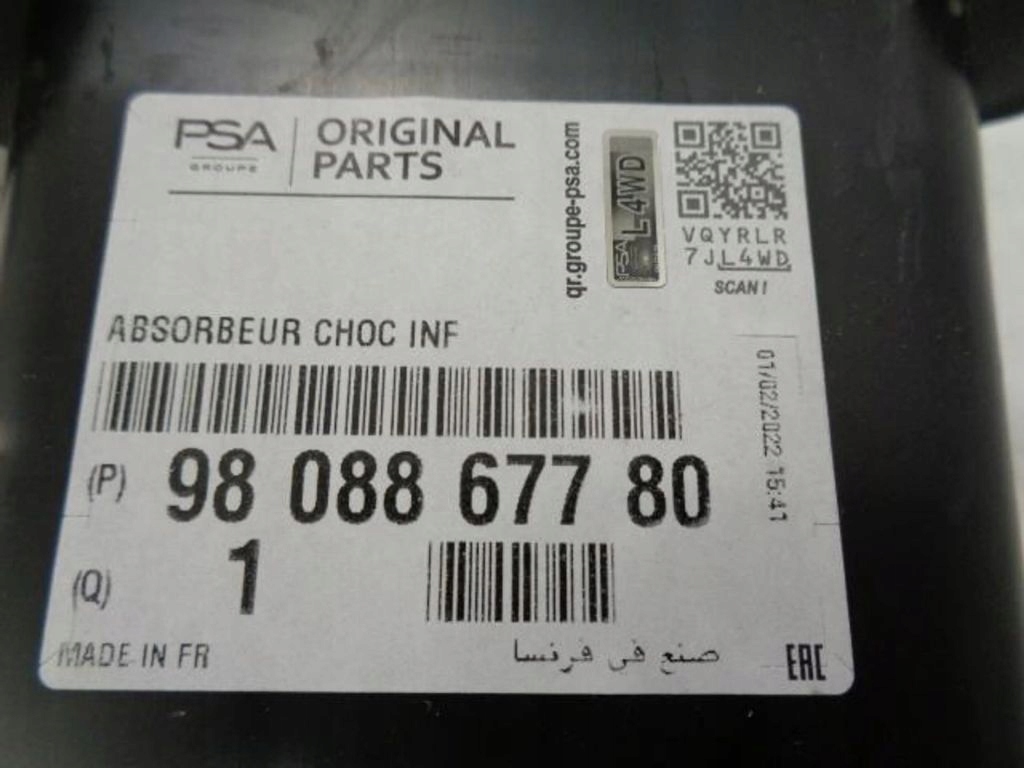 PSA
GROUPE
ORIGINAL
PARTS
qr.groupe-psa.com
PSA
L4WD
VQYRLR
7JL4WD
SCAN!
ABSORBEUR CHOC INF
01/02/2022 15:41
(P) 98 088 677 80
(Q) 1
MADE IN FR
صنع في فرنسا
EAC